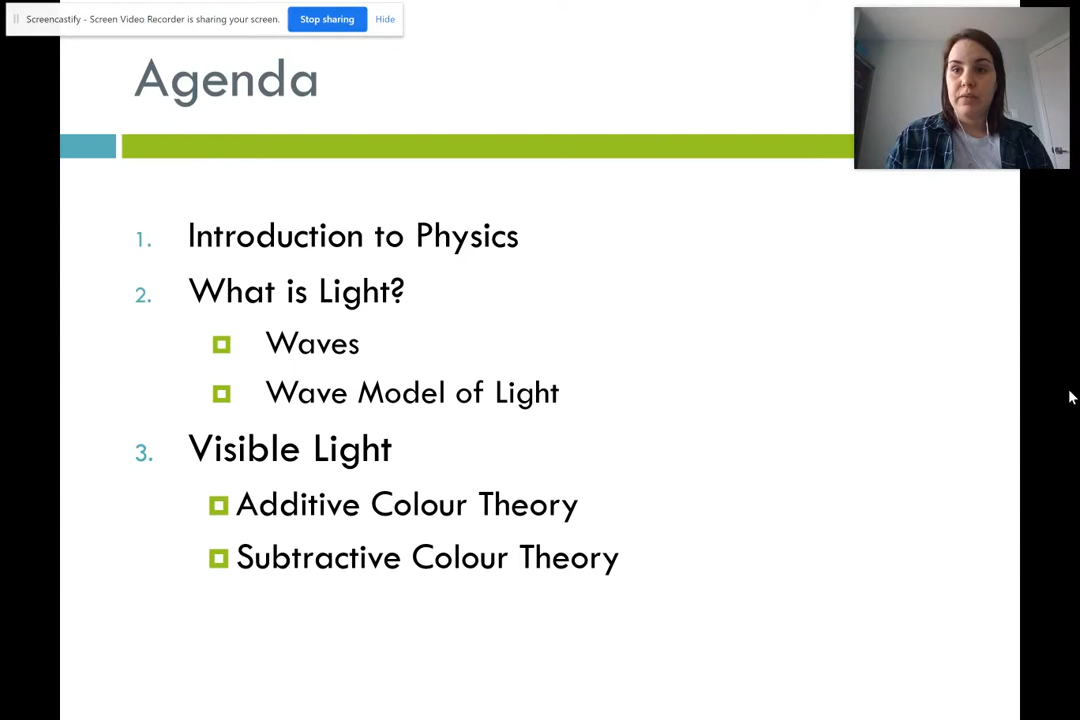 Screencastify - Screen Video Recorder is sharing your screen. Stop sharing Hide
Agenda
1. Introduction to Physics
2. What is Light?
Waves
Wave Model of Light
3. Visible Light
Additive Colour Theory
Subtractive Colour Theory